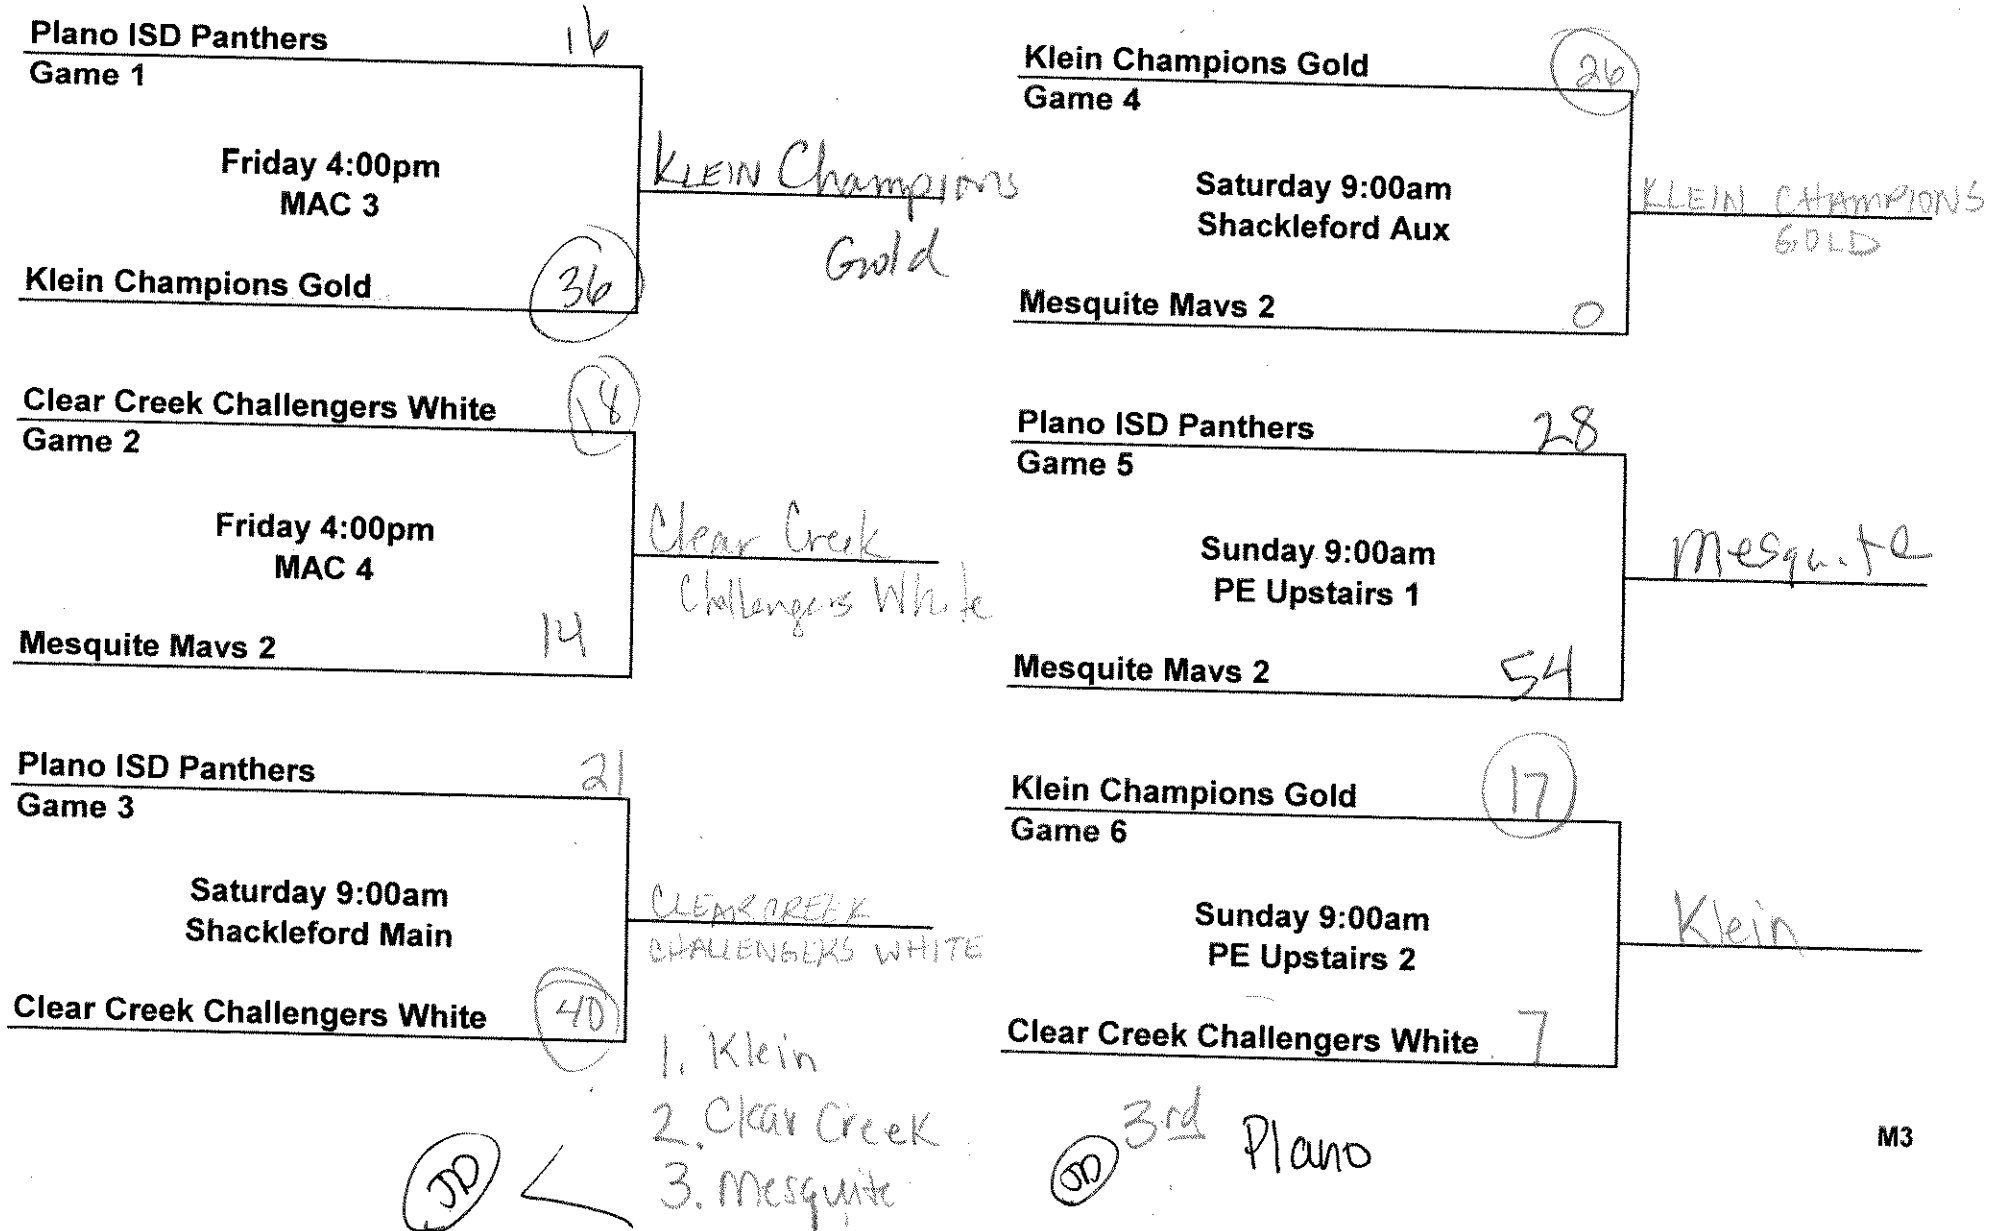 Plano ISD Panthers 16
Game 1
Friday 4:00pm
MAC 3
KLEIN Champions
Gold
Klein Champions Gold 36
Clear Creek Challengers White 18
Game 2
Friday 4:00pm
MAC 4
Clear Creek
Challengers White
Mesquite Mavs 2 14
Plano ISD Panthers 21
Game 3
Saturday 9:00am
Shackleford Main
CLEAR CREEK
CHALLENGERS WHITE
Clear Creek Challengers White 40
Klein Champions Gold 26
Game 4
Saturday 9:00am
Shackleford Aux
KLEIN CHAMPIONS
GOLD
Mesquite Mavs 2 0
Plano ISD Panthers 28
Game 5
Sunday 9:00am
PE Upstairs 1
Mesquite
Mesquite Mavs 2 54
Klein Champions Gold 17
Game 6
Sunday 9:00am
PE Upstairs 2
Klein
Clear Creek Challengers White 7
1. Klein
2. Clear Creek
3. Mesquite
JD
JD 3rd Plano
M3